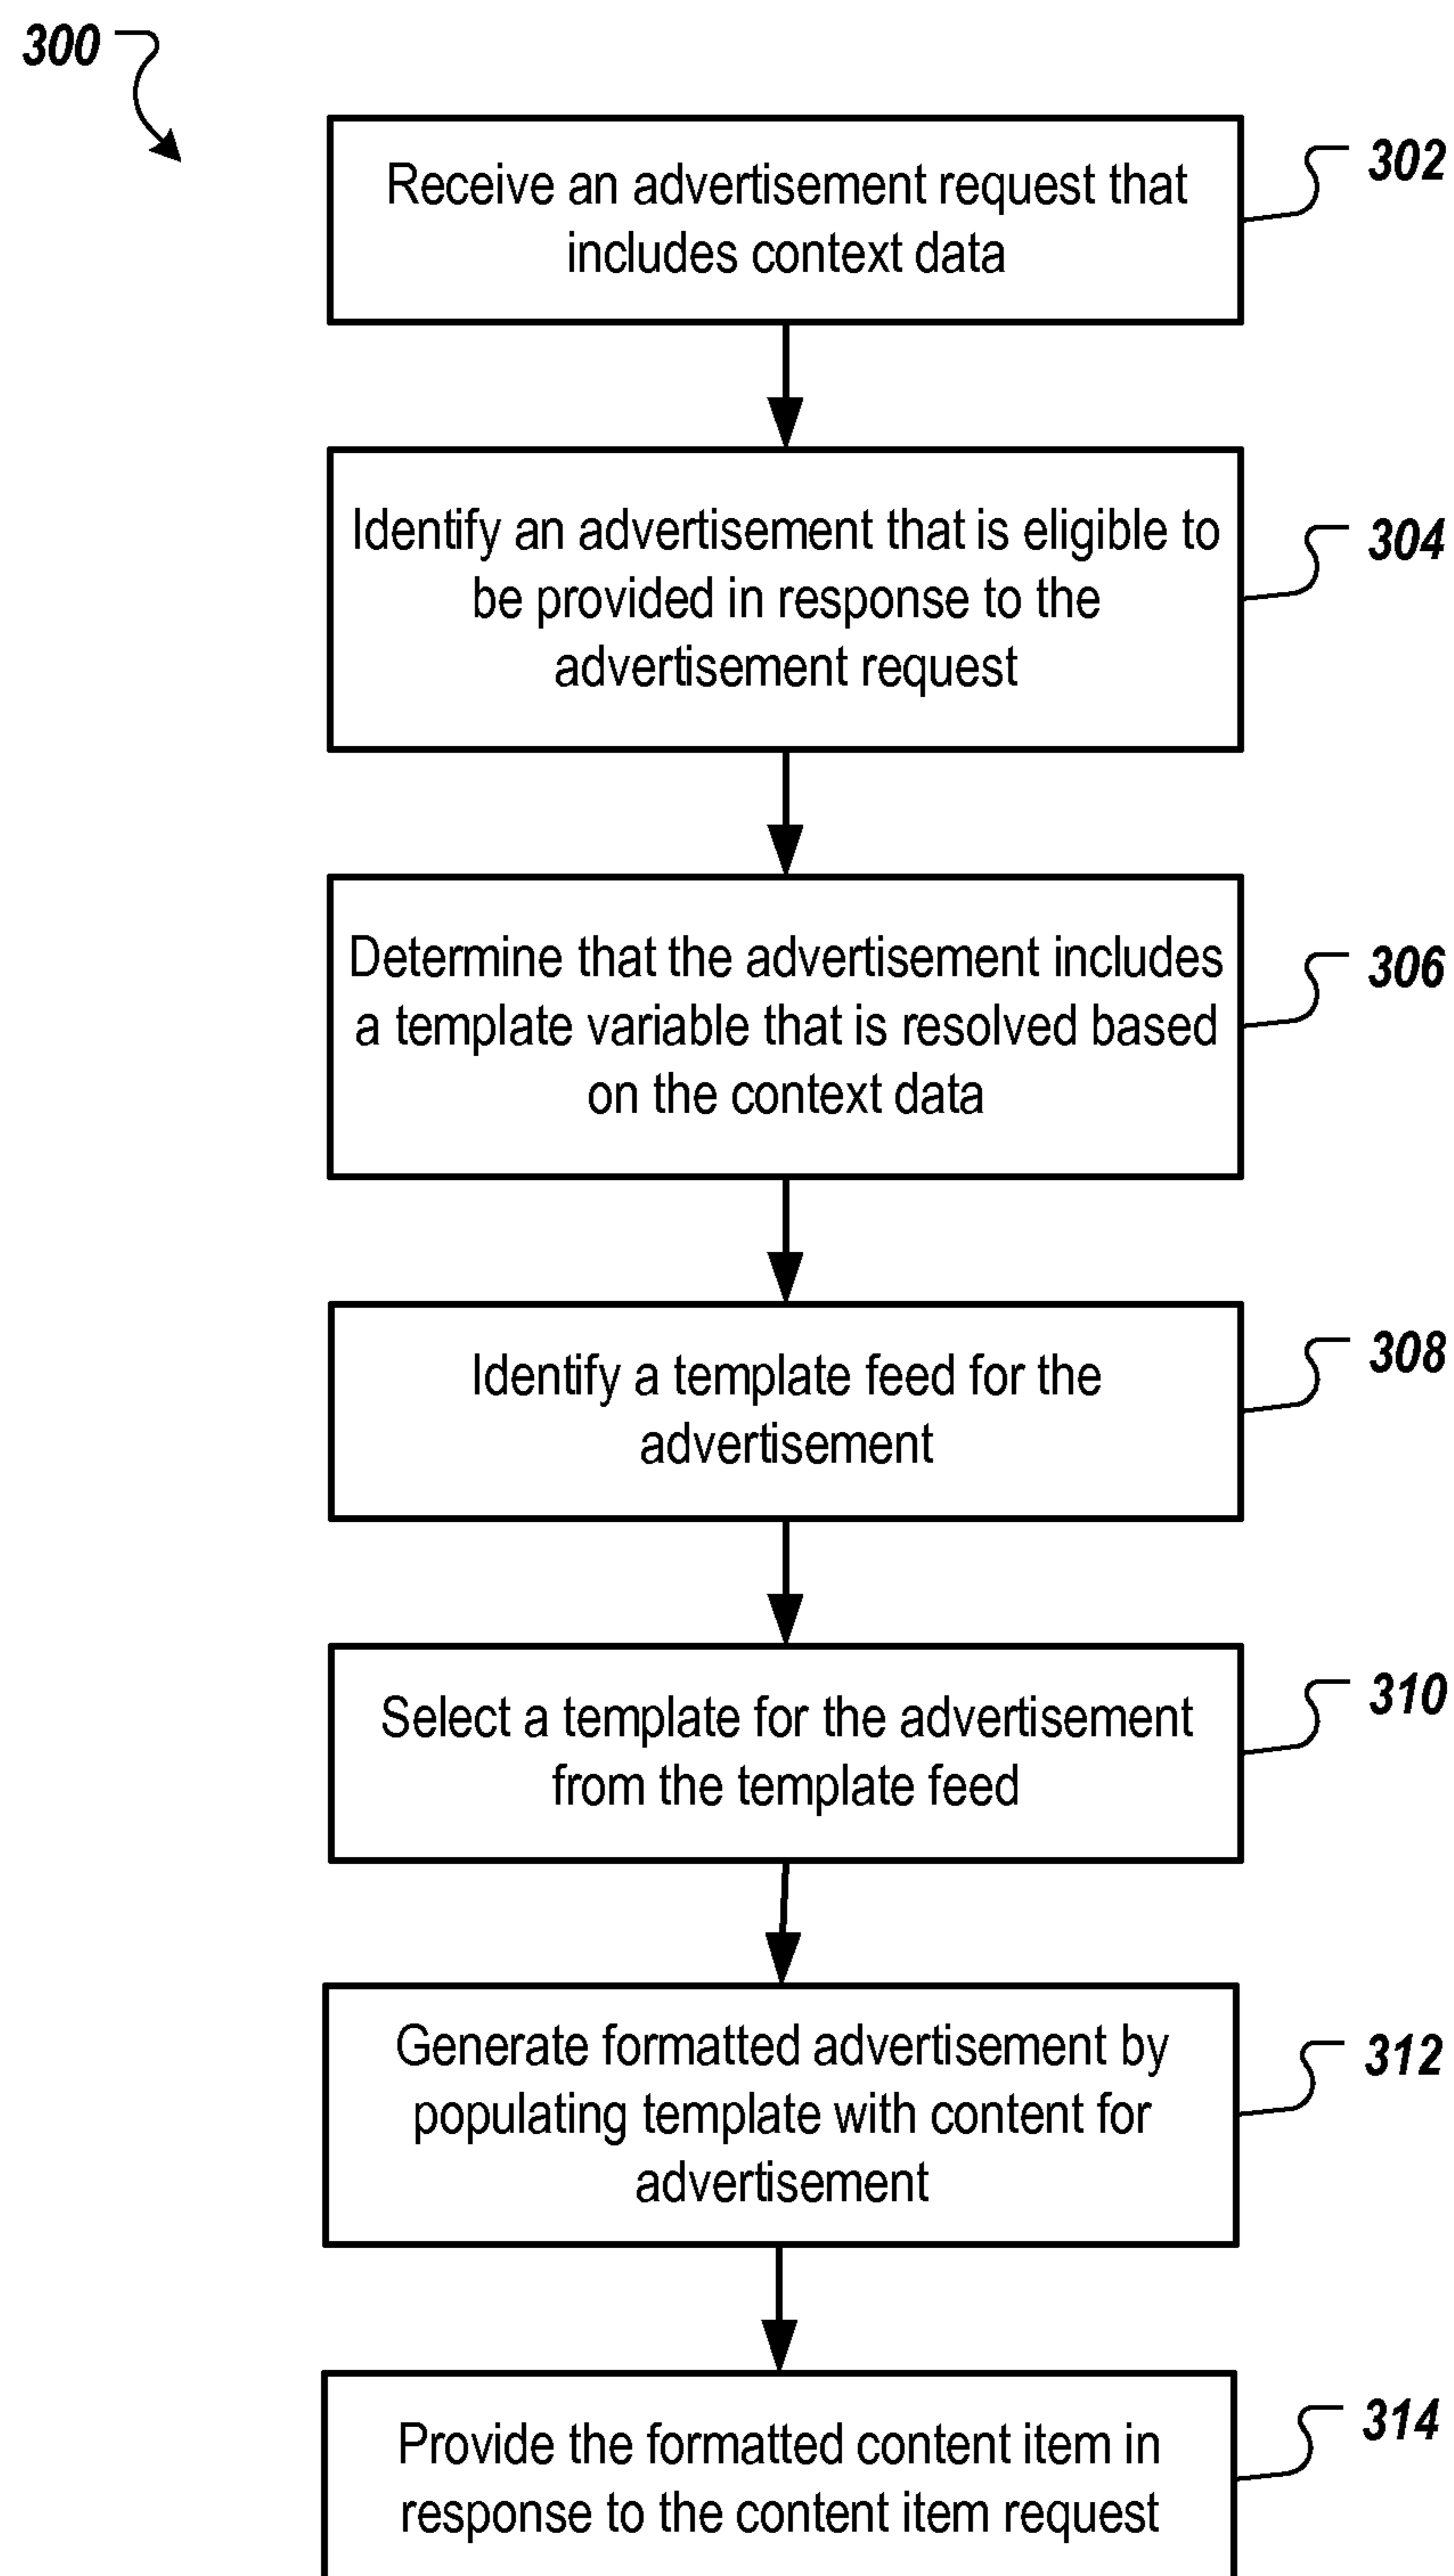 300
Receive an advertisement request that
includes context data
302
Identify an advertisement that is eligible to
be provided in response to the
advertisement request
304
Determine that the advertisement includes
a template variable that is resolved based
on the context data
306
Identify a template feed for the
advertisement
308
Select a template for the advertisement
from the template feed
310
Generate formatted advertisement by
populating template with content for
advertisement
312
Provide the formatted content item in
response to the content item request
314